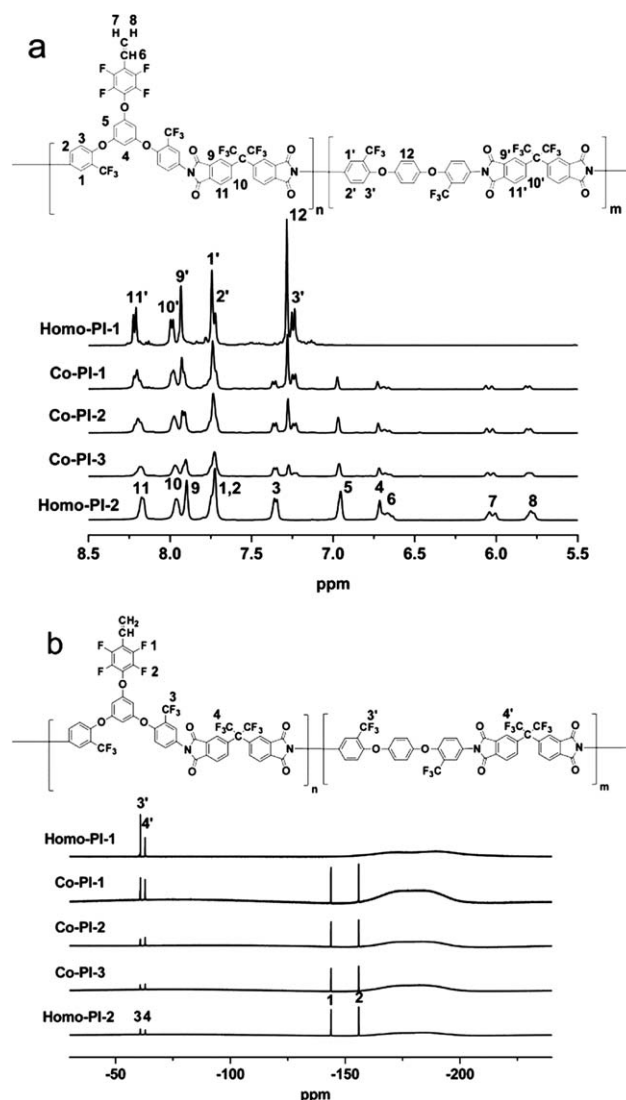 a
7 8
H H
C
CH 6
F F
F F
O
5
2 3 O 4 O CF₃ 9 F₃C CF₃ O O
1 CF₃ N C N
O 11 10 O
n
1' CF₃ 12 9' F₃C CF₃
2' 3' O O F₃C N C N
O 11' 10' O
m
12
11' 10' 9' 1' 2' 3'
Homo-PI-1
Co-PI-1
Co-PI-2
Co-PI-3
11 10 9 1,2 3 5 4 6 7 8
Homo-PI-2
8.5 8.0 7.5 7.0 6.5 6.0 5.5
ppm
b
CH₂
CH
F F 1
F F 2
O
3
CF₃
O O
CF₃
4
F₃C CF₃
O O
N C N
O O
n
3'
CF₃
O O
F₃C
4'
F₃C CF₃
O O
N C N
O O
m
3'
4'
Homo-PI-1
Co-PI-1
Co-PI-2
Co-PI-3
3 4 1 2
Homo-PI-2
-50 -100 -150 -200
ppm